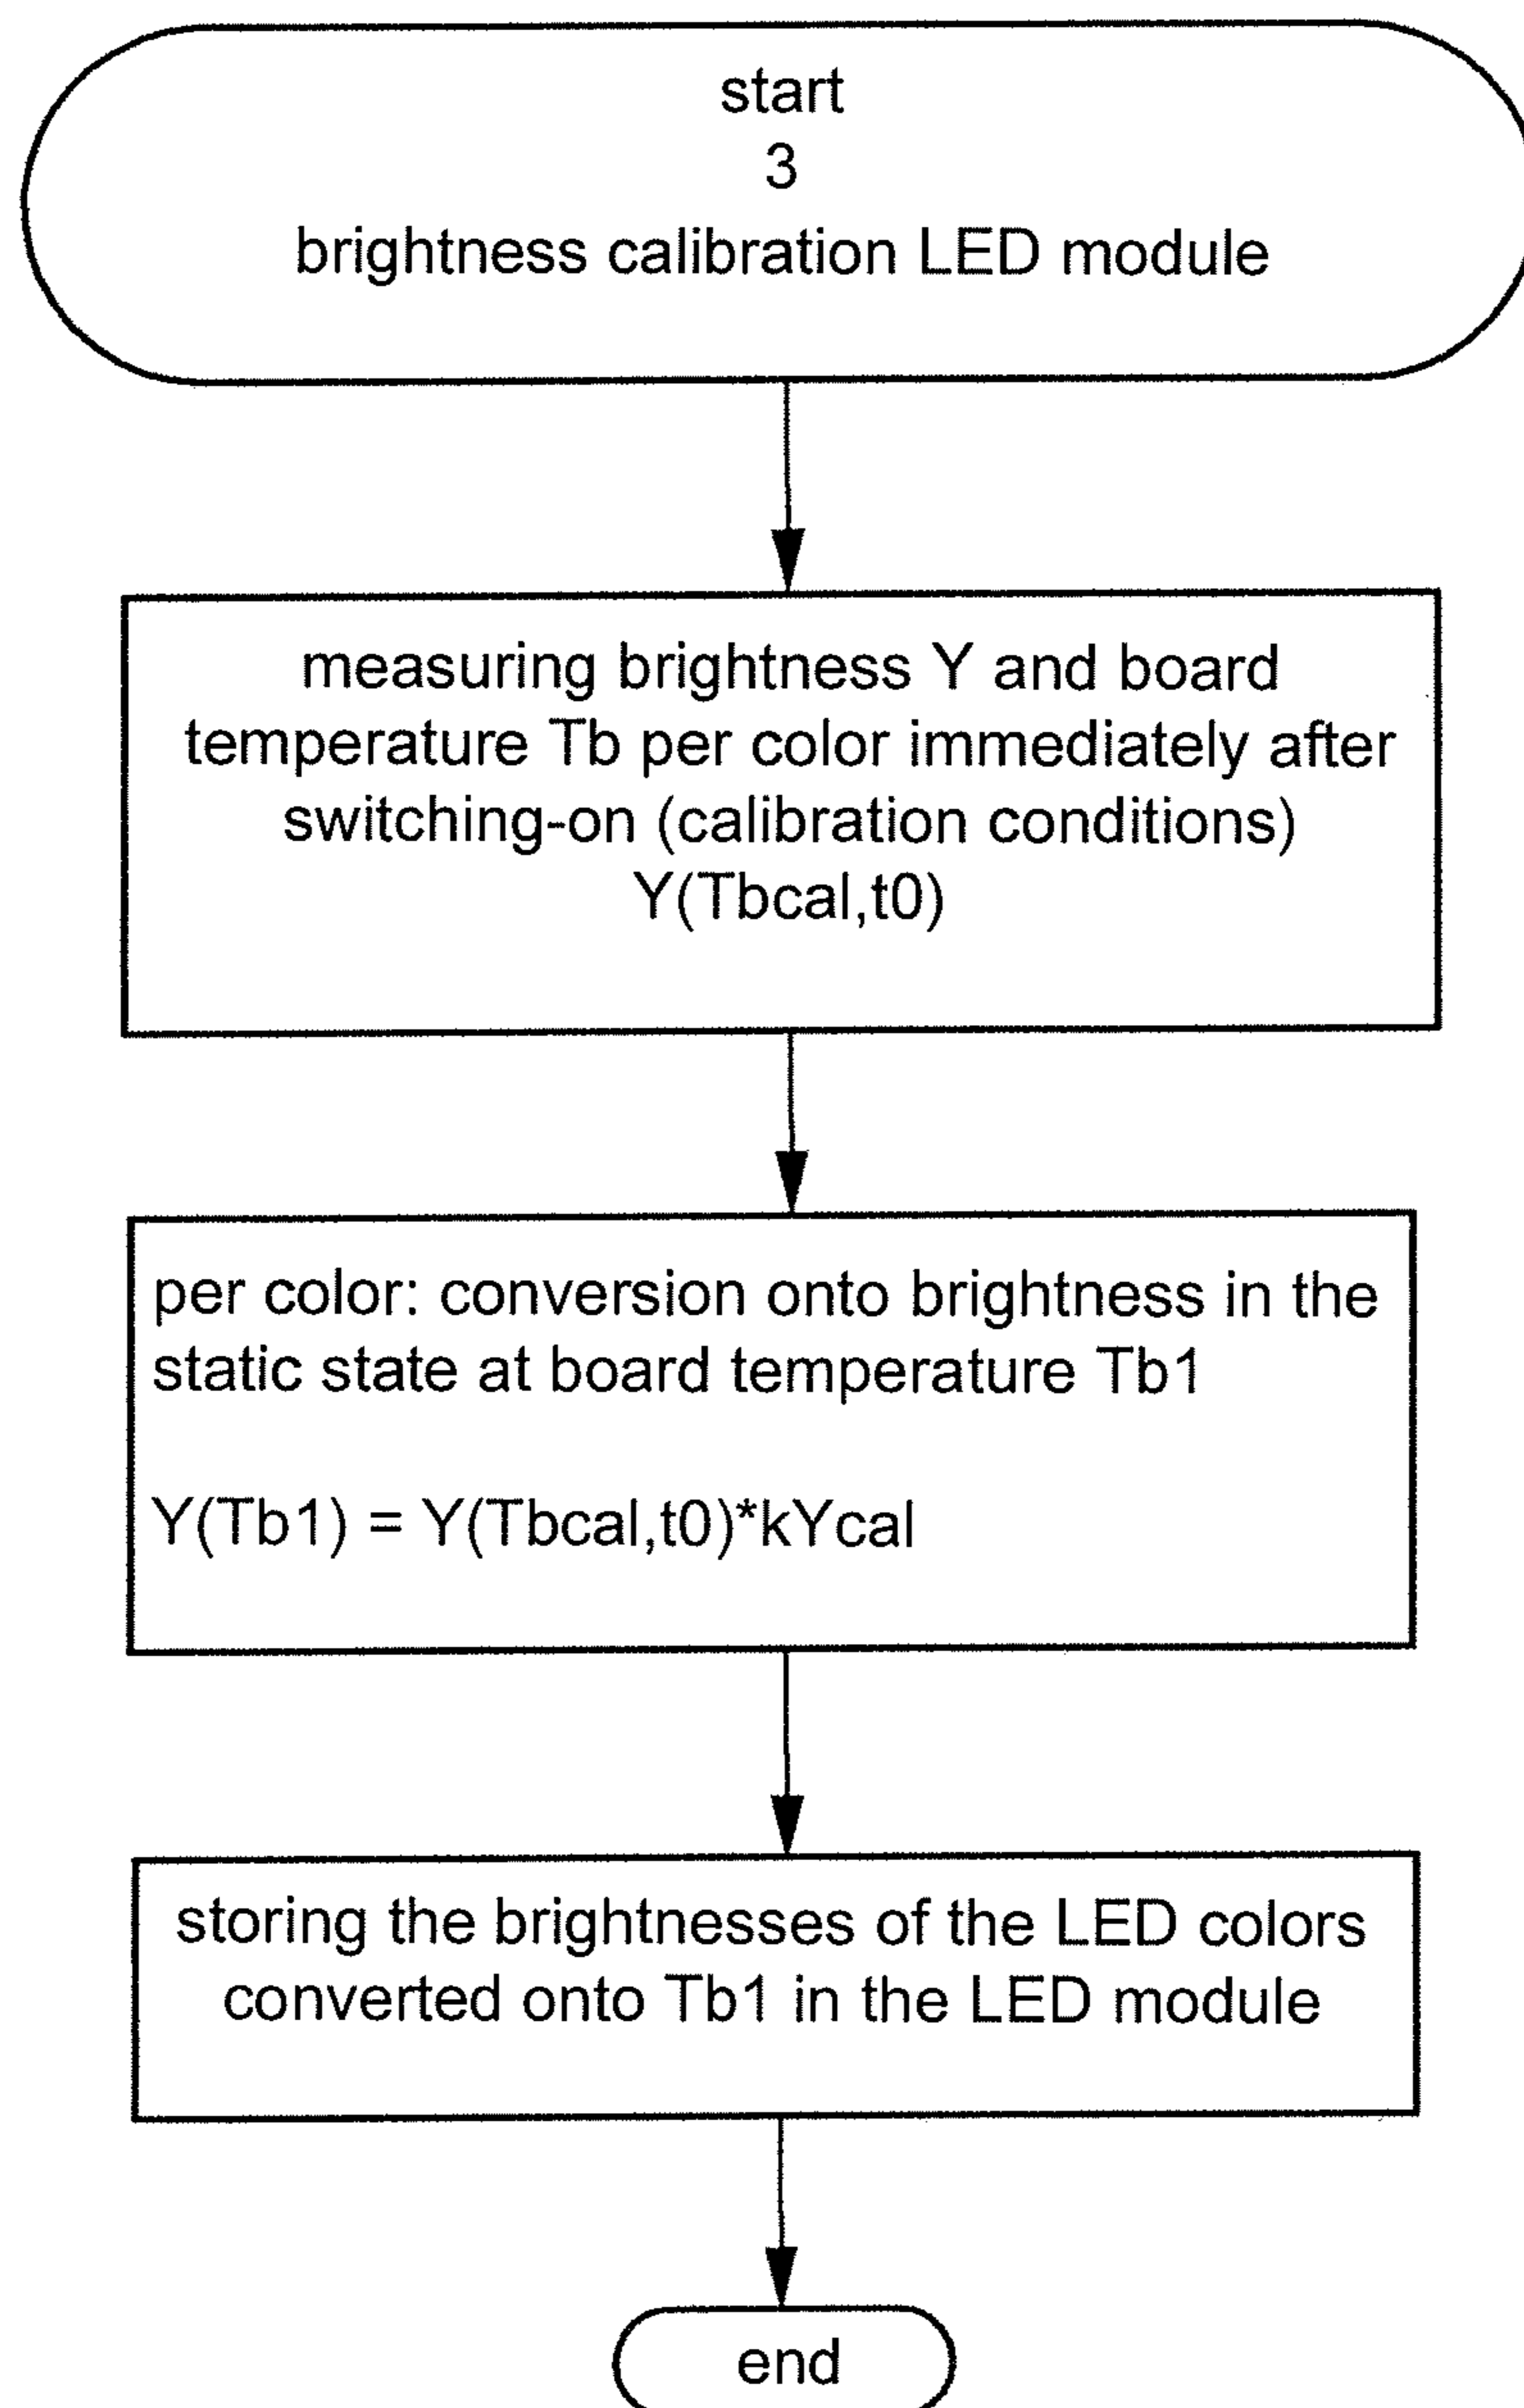 start
3
brightness calibration LED module
measuring brightness Y and board
temperature Tb per color immediately after
switching-on (calibration conditions)
Y(Tbcal,t0)
per color: conversion onto brightness in the
static state at board temperature Tb1
Y(Tb1) = Y(Tbcal,t0)*kYcal
storing the brightnesses of the LED colors
converted onto Tb1 in the LED module
end